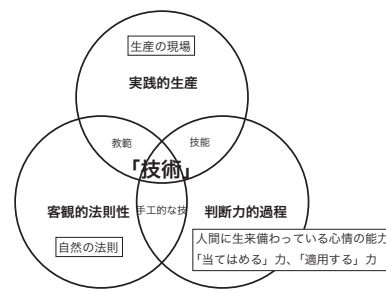 生産の現場
実践的生産
教範
技能
「技術」
客観的法則性
手工的な技
判断力的過程
自然の法則
人間に生来備わっている心情の能力
「当てはめる」力、「適用する」力